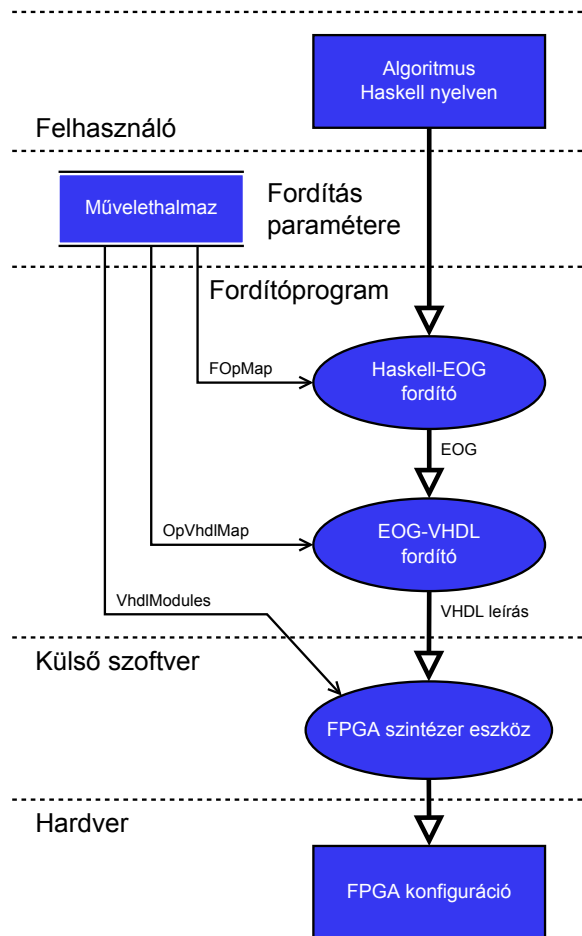 Algoritmus
Haskell nyelven
Felhasználó
Művelethalmaz
Fordítás
paramétere
Fordítóprogram
FOpMap
Haskell-EOG
fordító
EOG
OpVhdlMap
EOG-VHDL
fordító
VhdlModules
VHDL leírás
Külső szoftver
FPGA szintézer eszköz
Hardver
FPGA konfiguráció